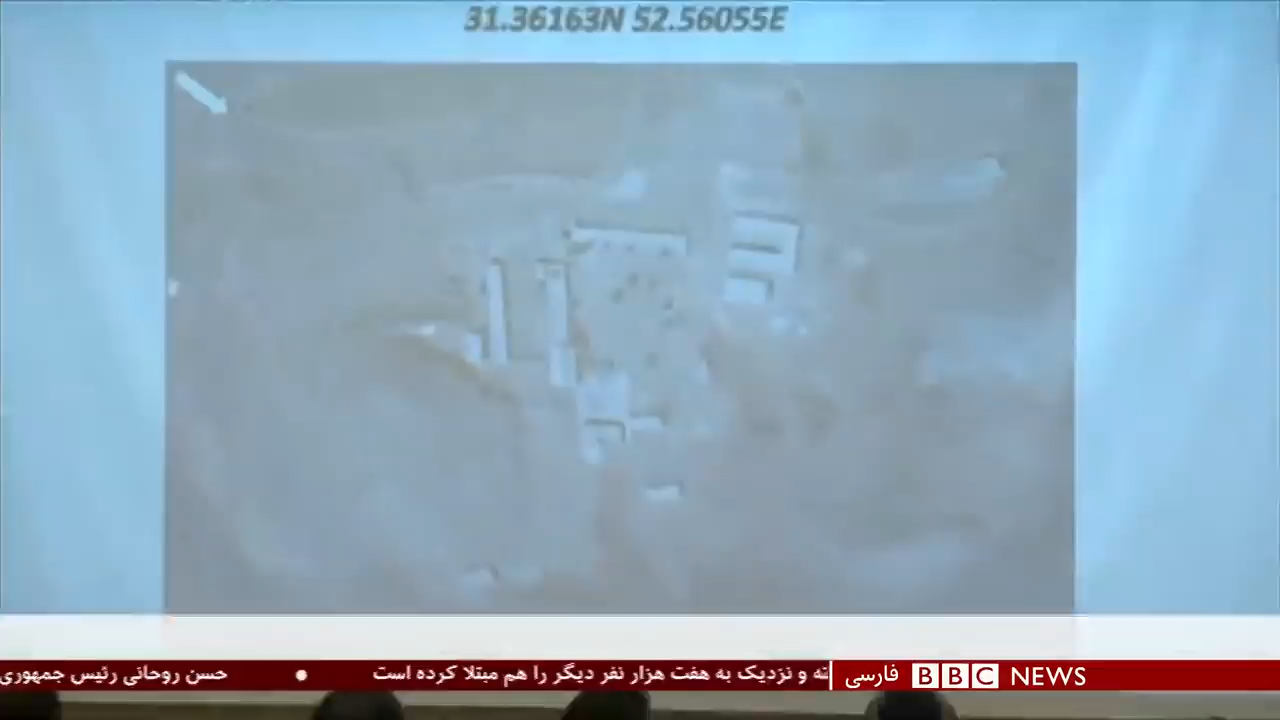 31.36163N 52.56055E
حسن روحانی رئیس جمهوری • ته و نزدیک به هفت هزار نفر دیگر را هم مبتلا کرده است
BBC NEWS فارسی